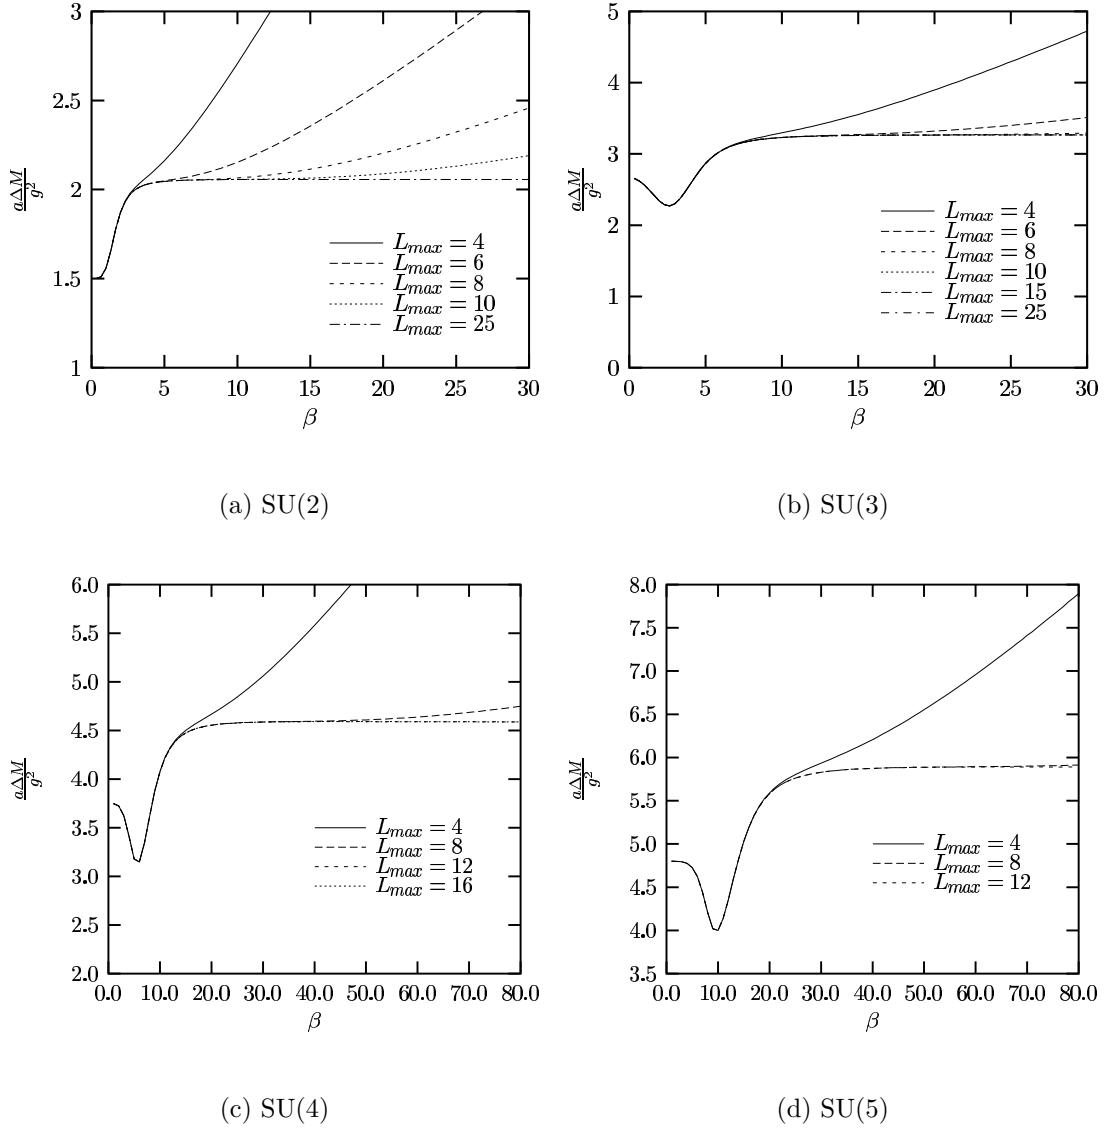 3
2.5
2
1.5
1
0 5 10 15 20 25 30
aΔM/g²
β
L_max = 4
L_max = 6
L_max = 8
L_max = 10
L_max = 25
(a) SU(2)
5
4
3
2
1
0
0 5 10 15 20 25 30
aΔM/g²
β
L_max = 4
L_max = 6
L_max = 8
L_max = 10
L_max = 15
L_max = 25
(b) SU(3)
6.0
5.5
5.0
4.5
4.0
3.5
3.0
2.5
2.0
0.0 10.0 20.0 30.0 40.0 50.0 60.0 70.0 80.0
aΔM/g²
β
L_max = 4
L_max = 8
L_max = 12
L_max = 16
(c) SU(4)
8.0
7.5
7.0
6.5
6.0
5.5
5.0
4.5
4.0
3.5
0.0 10.0 20.0 30.0 40.0 50.0 60.0 70.0 80.0
aΔM/g²
β
L_max = 4
L_max = 8
L_max = 12
(d) SU(5)